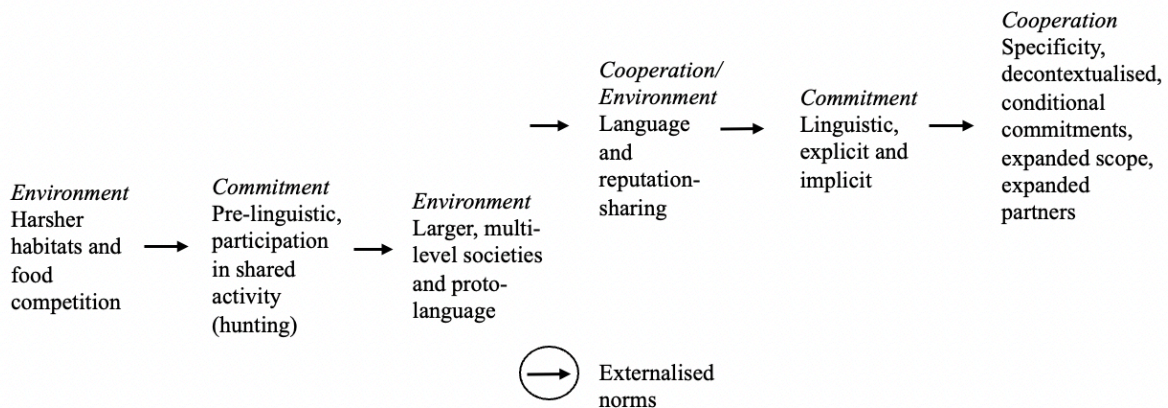 Environment
Harsher
habitats and
food
competition
Commitment
Pre-linguistic,
participation
in shared
activity
(hunting)
Environment
Larger, multi-
level societies
and proto-
language
Cooperation/
Environment
Language
and
reputation-
sharing
Commitment
Linguistic,
explicit and
implicit
Cooperation
Specificity,
decontextualised,
conditional
commitments,
expanded scope,
expanded
partners
Externalised
norms